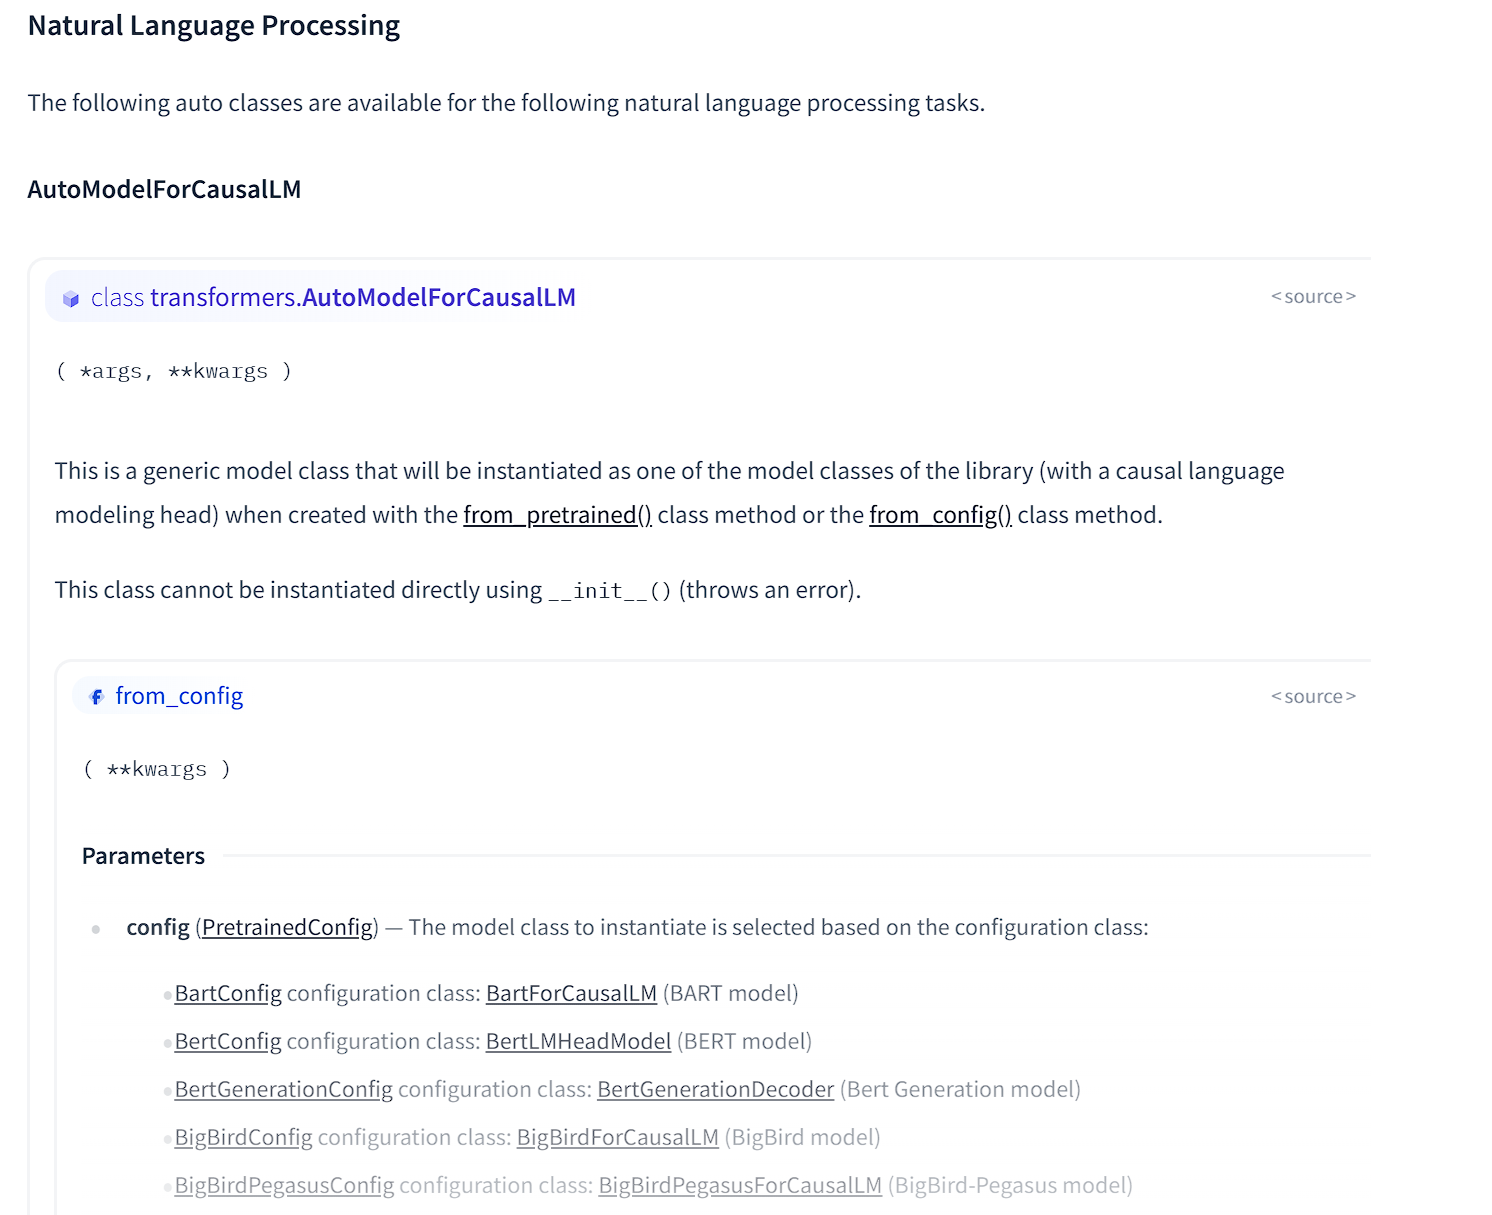 Natural Language Processing
The following auto classes are available for the following natural language processing tasks.
AutoModelForCausalLM
class transformers.AutoModelForCausalLM
<source>
( *args, **kwargs )
This is a generic model class that will be instantiated as one of the model classes of the library (with a causal language
modeling head) when created with the from_pretrained() class method or the from_config() class method.
This class cannot be instantiated directly using __init__() (throws an error).
from_config
<source>
( **kwargs )
Parameters
config (PretrainedConfig) — The model class to instantiate is selected based on the configuration class:
BartConfig configuration class: BartForCausalLM (BART model)
BertConfig configuration class: BertLMHeadModel (BERT model)
BertGenerationConfig configuration class: BertGenerationDecoder (Bert Generation model)
BigBirdConfig configuration class: BigBirdForCausalLM (BigBird model)
BigBirdPegasusConfig configuration class: BigBirdPegasusForCausalLM (BigBird-Pegasus model)